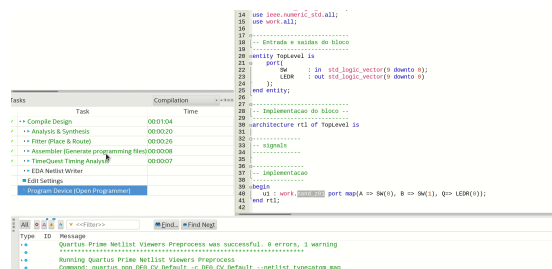 14 use ieee.numeric_std.all;
15 use work.all;
16
17 ----------------------------
18 -- Entrada e saidas do bloco
19 ----------------------------
20 entity TopLevel is
21 port(
22 SW : in std_logic_vector(9 downto 0);
23 LEDR : out std_logic_vector(9 downto 0)
24 );
25 end entity;
26
27 ----------------------------
28 -- Implementacao do bloco --
29 ----------------------------
30 architecture rtl of TopLevel is
31
32 --------------
33 -- signals
34 --------------
35
36 ---------------
37 -- implementacao
38 ---------------
39 begin
40 u1 : work. port map(A => SW(0), B => SW(1), Q=> LEDR(0));
41 end rtl;
42
Tasks Compilation
Task Time
Compile Design 00:01:04
Analysis & Synthesis 00:00:20
Fitter (Place & Route) 00:00:26
Assembler (Generate programming files) 00:00:08
TimeQuest Timing Analysis 00:00:07
EDA Netlist Writer
Edit Settings
Program Device (Open Programmer)
All <<Filter>> Find... Find Next
Type ID Message
Quartus Prime Netlist Viewers Preprocess was successful. 0 errors, 1 warning
*******************************************************************
Running Quartus Prime Netlist Viewers Preprocess
Command: quartus_npp DE0_CV_Default -c DE0_CV_Default --netlist_type=atom_map